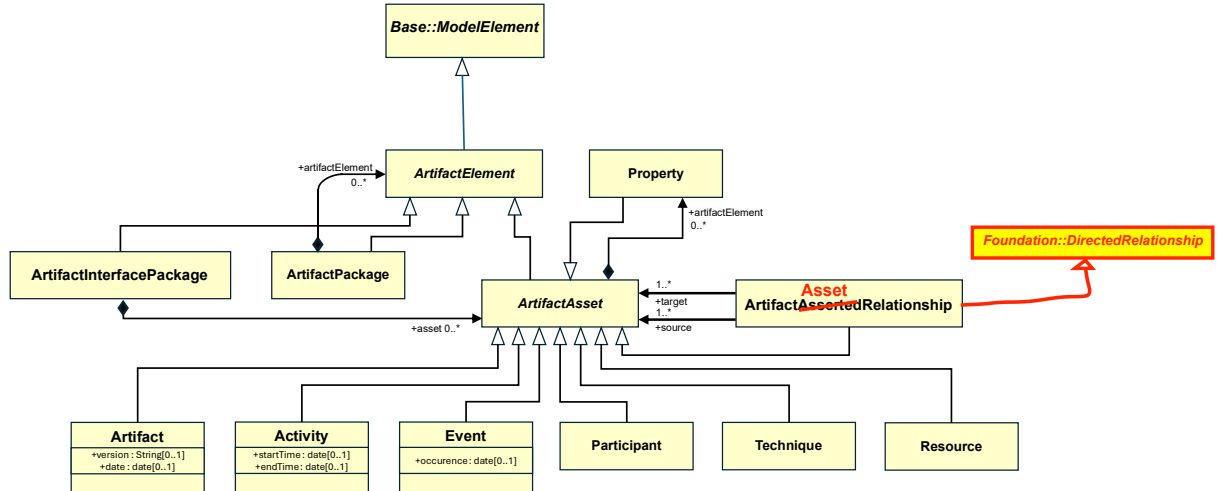 Base::ModelElement
+artifactElement
0..*
ArtifactElement
Property
+artifactElement
0..*
Foundation::DirectedRelationship
ArtifactInterfacePackage
ArtifactPackage
ArtifactAsset
1..*
+target
1..*
+source
Asset
ArtifactAssertedRelationship
+asset 0..*
Artifact
+version : String[0..1]
+date : date[0..1]
Activity
+startTime : date[0..1]
+endTime : date[0..1]
Event
+occurence : date[0..1]
Participant
Technique
Resource